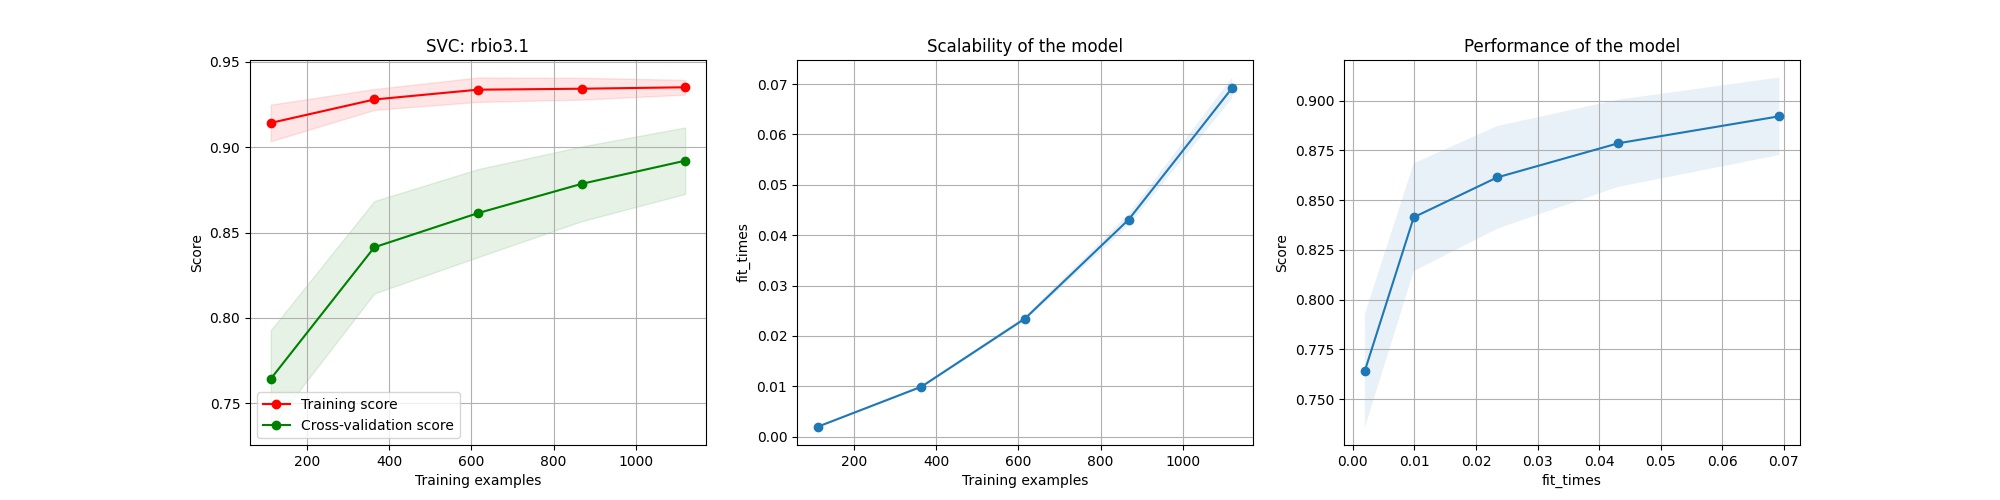 SVC: rbio3.1
0.95
0.90
0.85
0.80
0.75
Score
Training score
Cross-validation score
200 400 600 800 1000
Training examples
Scalability of the model
0.07
0.06
0.05
0.04
0.03
0.02
0.01
0.00
fit_times
200 400 600 800 1000
Training examples
Performance of the model
0.900
0.875
0.850
0.825
0.800
0.775
0.750
Score
0.00 0.01 0.02 0.03 0.04 0.05 0.06 0.07
fit_times